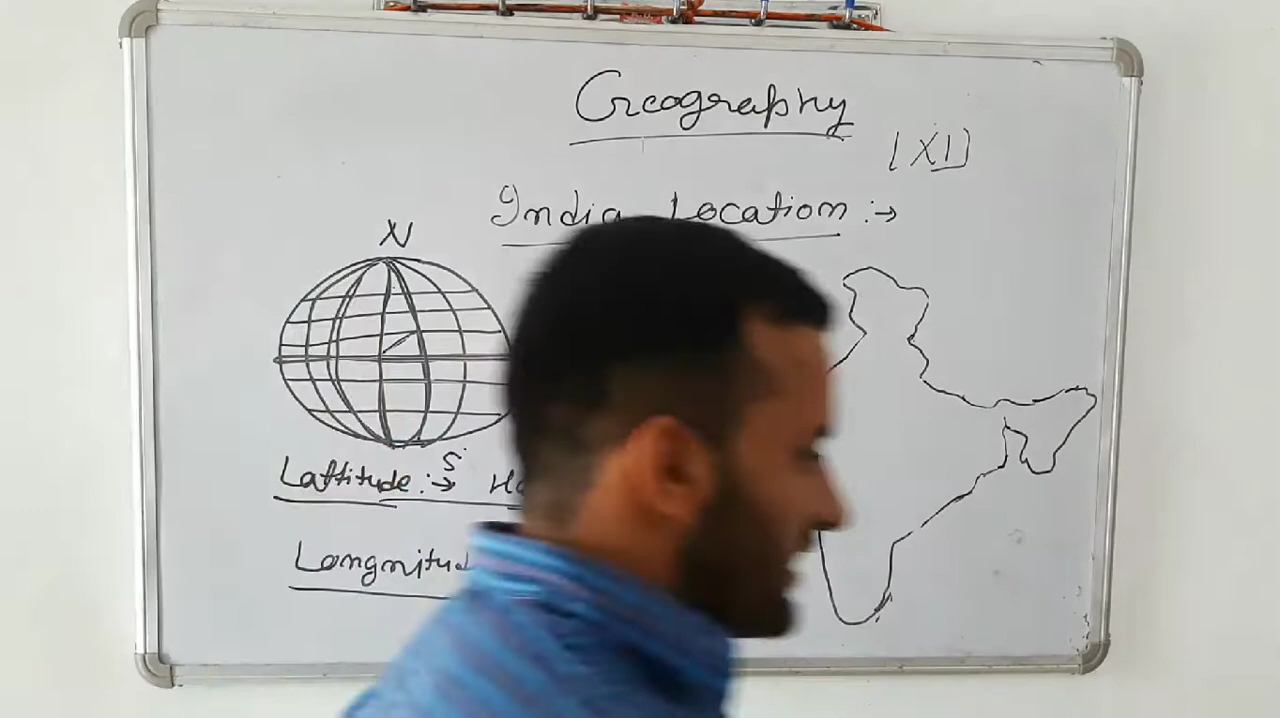 Geography
[XI]
India Location :→
N
S
Lattitude :→